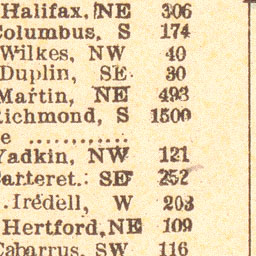 Halifax, NE 306
Columbus, S 174
Wilkes, NW 40
Duplin, SE 30
Martin, NE 493
Richmond, S 1500
e ............
Yadkin, NW 121
Carteret. SE 252
Iredell, W 203
Hertford, NE 109
Cabarrus, SW 116